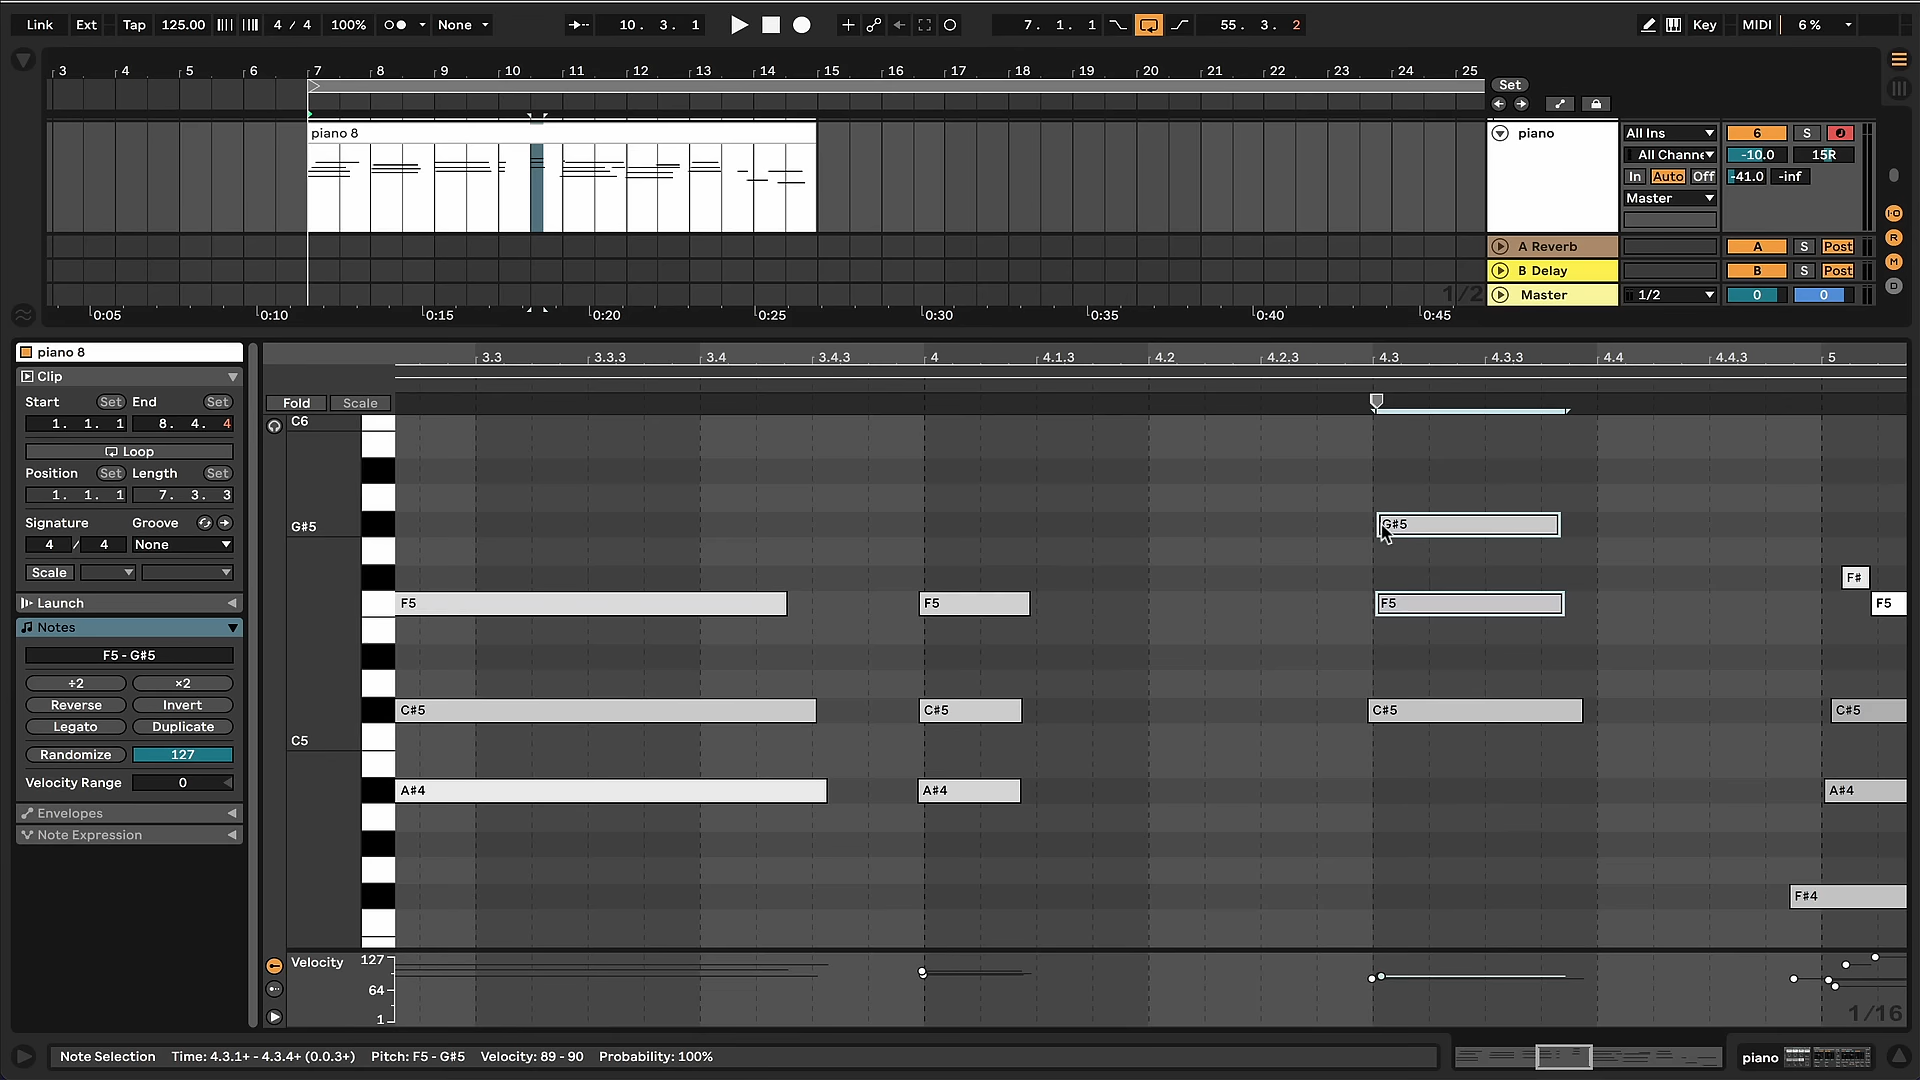 Link Ext Tap 125.00 4 / 4 100% None 10. 3. 1 7. 1. 1 55. 3. 2 Key MIDI 6 %
3 4 5 6 7 8 9 10 11 12 13 14 15 16 17 18 19 20 21 22 23 24 25
Set
piano 8
piano All Ins 6 S
All Channe -10.0 15R
In Auto Off -41.0 -inf
Master
A Reverb A S Post
B Delay B S Post
1/2 Master 1/2 0 0
0:05 0:10 0:15 0:20 0:25 0:30 0:35 0:40 0:45
I·O
R
M
D
piano 8
Clip
Start Set End Set
1. 1. 1 8. 4. 4
Loop
Position Set Length Set
1. 1. 1 7. 3. 3
Signature Groove
4 / 4 None
Scale
Launch
Notes
F5 - G#5
÷2 ×2
Reverse Invert
Legato Duplicate
Randomize 127
Velocity Range 0
Envelopes
Note Expression
3.3 3.3.3 3.4 3.4.3 4 4.1.3 4.2 4.2.3 4.3 4.3.3 4.4 4.4.3 5
Fold Scale
C6
G#5 G#5
F#
F5 F5 F5 F5
C#5 C#5 C#5 C#5
C5
A#4 A#4 A#4
F#4
Velocity 127
64
1
1/16
Note Selection Time: 4.3.1+ - 4.3.4+ (0.0.3+) Pitch: F5 - G#5 Velocity: 89 - 90 Probability: 100%
piano